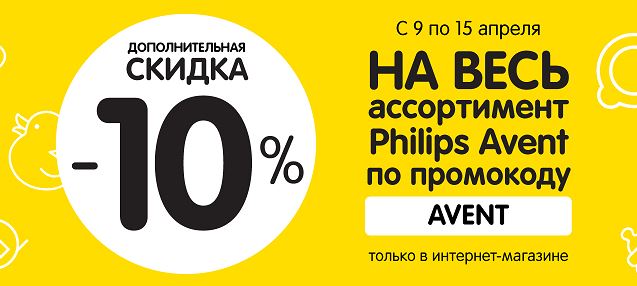 ДОПОЛНИТЕЛЬНАЯ
СКИДКА
-10%
С 9 по 15 апреля
НА ВЕСЬ
ассортимент
Philips Avent
по промокоду
AVENT
только в интернет-магазине